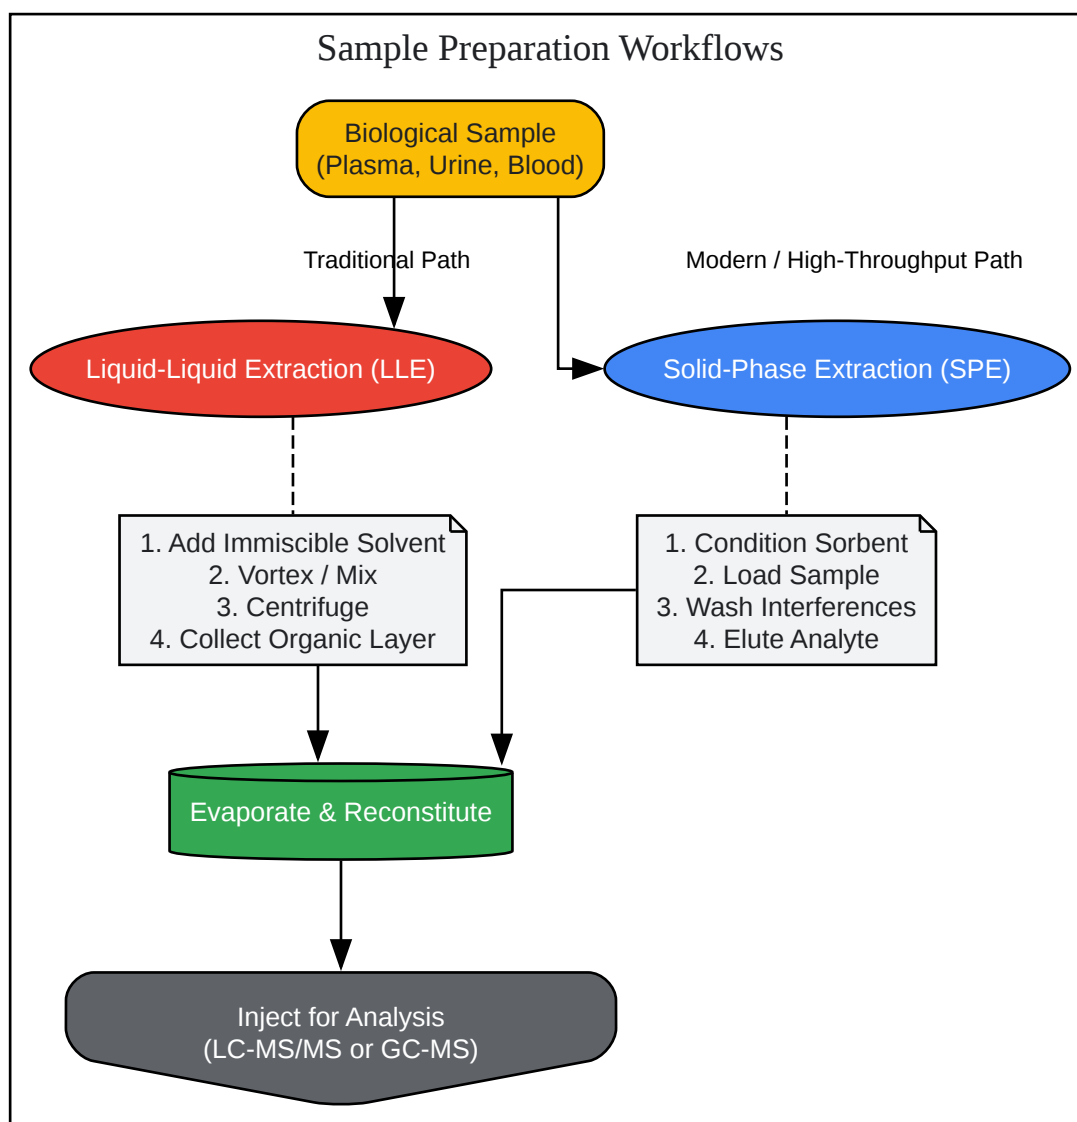 Sample Preparation Workflows
Biological Sample
(Plasma, Urine, Blood)
Traditional Path
Modern / High-Throughput Path
Liquid-Liquid Extraction (LLE)
Solid-Phase Extraction (SPE)
1. Add Immiscible Solvent
2. Vortex / Mix
3. Centrifuge
4. Collect Organic Layer
1. Condition Sorbent
2. Load Sample
3. Wash Interferences
4. Elute Analyte
Evaporate & Reconstitute
Inject for Analysis
(LC-MS/MS or GC-MS)